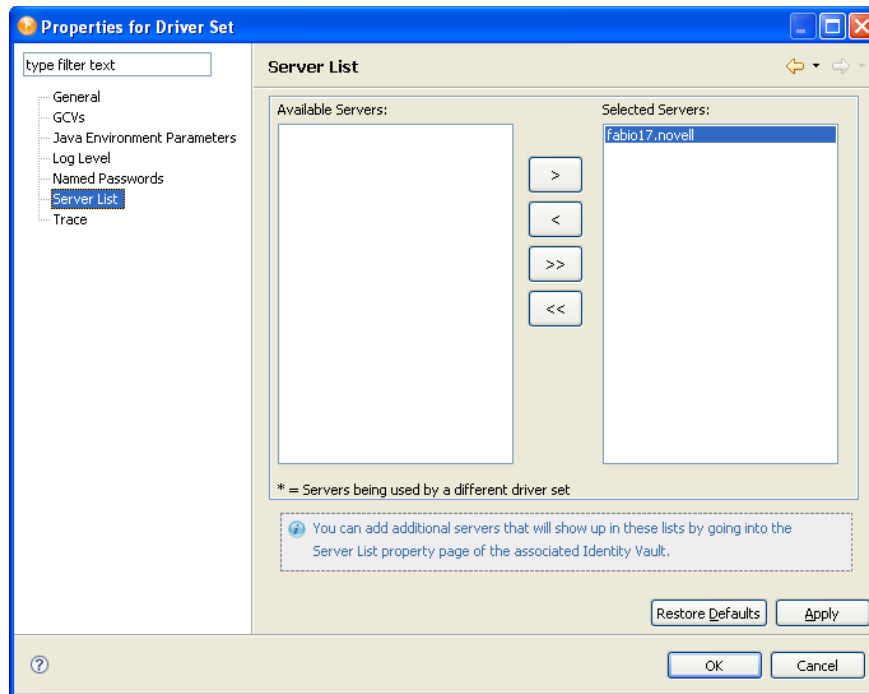 Properties for Driver Set
type filter text
General
GCVs
Java Environment Parameters
Log Level
Named Passwords
Server List
Trace
Server List
Available Servers:
Selected Servers:
fabio17.novell
>
<
>>
<<
* = Servers being used by a different driver set
You can add additional servers that will show up in these lists by going into the
Server List property page of the associated Identity Vault.
Restore Defaults
Apply
?
OK
Cancel